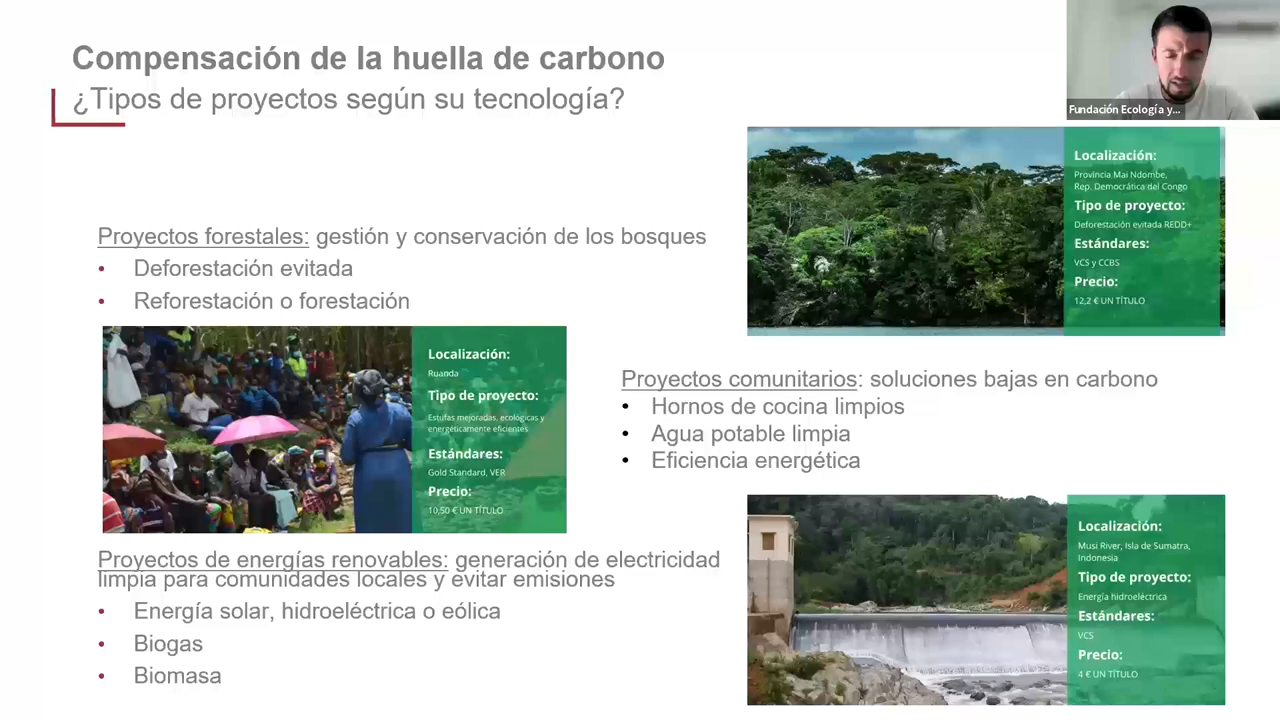 Compensación de la huella de carbono
¿Tipos de proyectos según su tecnología?
Fundación Ecología y...
Localización:
Provincia Mai Ndombe,
Rep. Democrática del Congo
Tipo de proyecto:
Deforestación evitada REDD+
Estándares:
VCS y CCBS
Precio:
12,2 € UN TÍTULO
Proyectos forestales: gestión y conservación de los bosques
• Deforestación evitada
• Reforestación o forestación
Localización:
Ruanda
Tipo de proyecto:
Estufas mejoradas, ecológicas y
energéticamente eficientes
Estándares:
Gold Standard, VER
Precio:
10,50 € UN TÍTULO
Proyectos comunitarios: soluciones bajas en carbono
• Hornos de cocina limpios
• Agua potable limpia
• Eficiencia energética
Proyectos de energías renovables: generación de electricidad
limpia para comunidades locales y evitar emisiones
• Energía solar, hidroeléctrica o eólica
• Biogas
• Biomasa
Localización:
Musi River, Isla de Sumatra,
Indonesia
Tipo de proyecto:
Energía hidroeléctrica
Estándares:
VCS
Precio:
4 € UN TÍTULO